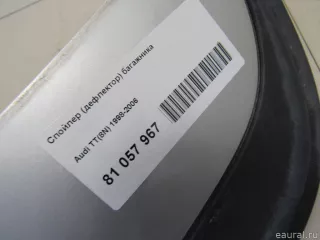 Спойлер (дефлектор) багажника
Audi TT(8N) 1998-2006
81 057 967
© eaural.ru